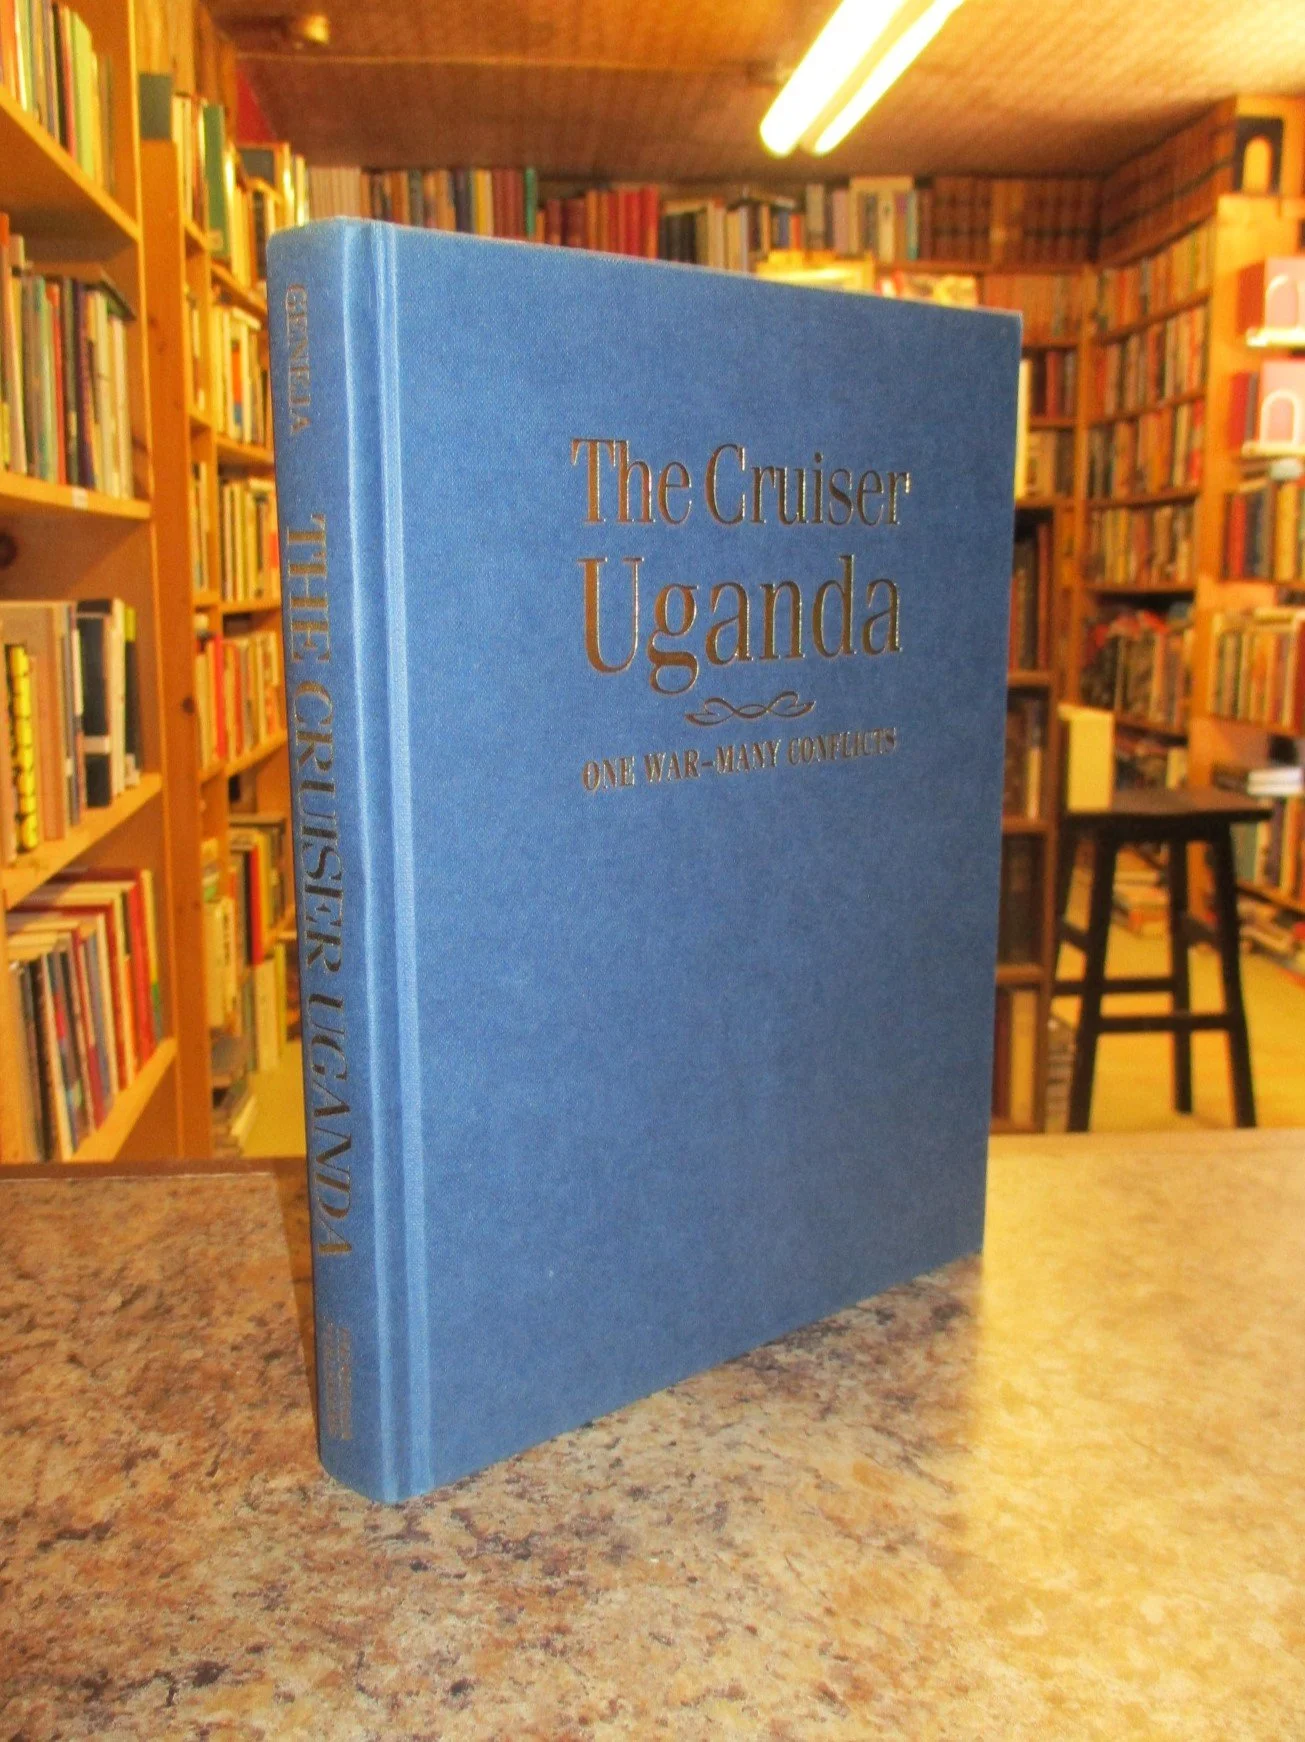 The Cruiser
Uganda
ONE WAR–MANY CONFLICTS
GENEJA THE CRUISER UGANDA